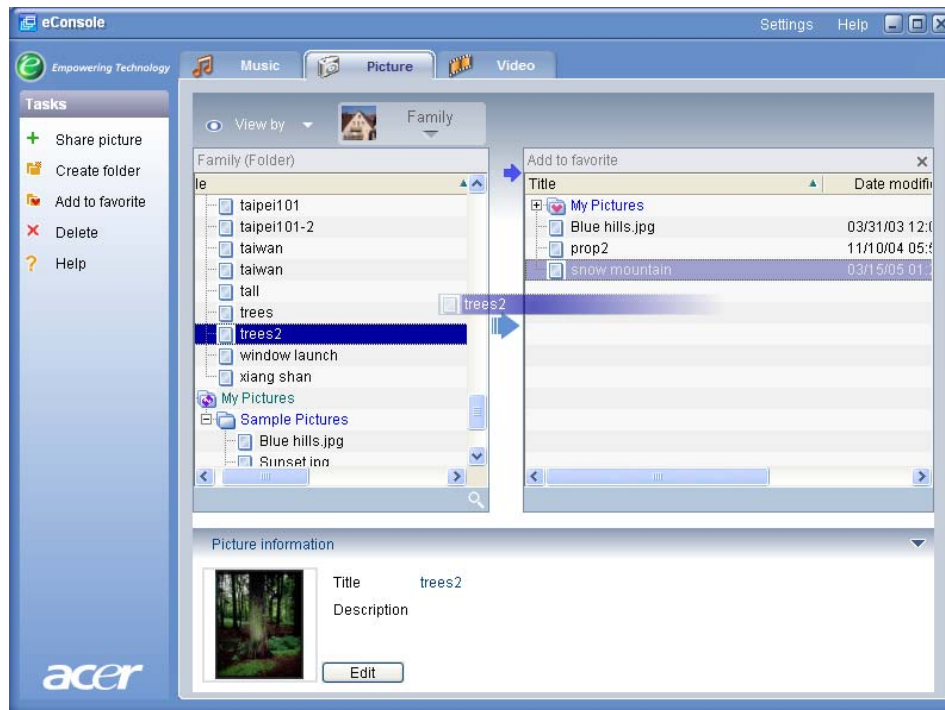 eConsole
Settings Help
Empowering Technology
Music Picture Video
Tasks
Share picture
Create folder
Add to favorite
Delete
? Help
View by
Family
Family (Folder)
le
taipei101
taipei101-2
taiwan
taiwan
tall
trees
trees2
window launch
xiang shan
My Pictures
Sample Pictures
Blue hills.jpg
Sunset.jpg
trees2
Add to favorite
Title Date modifi
My Pictures
Blue hills.jpg 03/31/03 12:0
prop2 11/10/04 05:5
snow mountain 03/15/05 01:2
Picture information
Title trees2
Description
Edit
acer